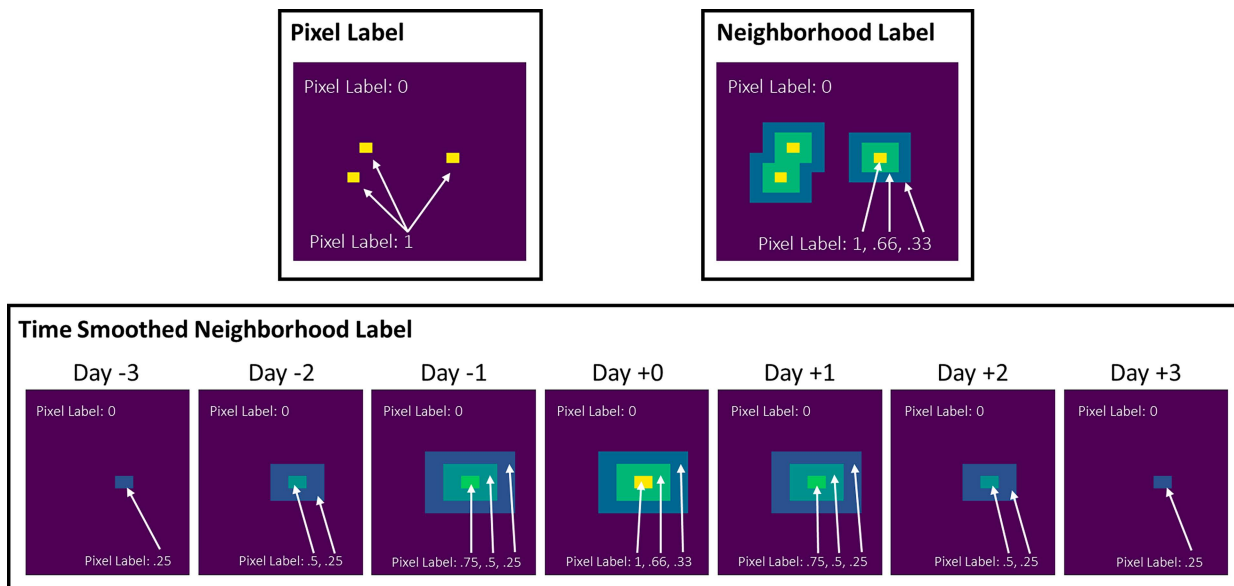 Pixel Label
Pixel Label: 0
Pixel Label: 1
Neighborhood Label
Pixel Label: 0
Pixel Label: 1, .66, .33
Time Smoothed Neighborhood Label
Day -3
Pixel Label: 0
Pixel Label: .25
Day -2
Pixel Label: 0
Pixel Label: .5, .25
Day -1
Pixel Label: 0
Pixel Label: .75, .5, .25
Day +0
Pixel Label: 0
Pixel Label: 1, .66, .33
Day +1
Pixel Label: 0
Pixel Label: .75, .5, .25
Day +2
Pixel Label: 0
Pixel Label: .5, .25
Day +3
Pixel Label: 0
Pixel Label: .25